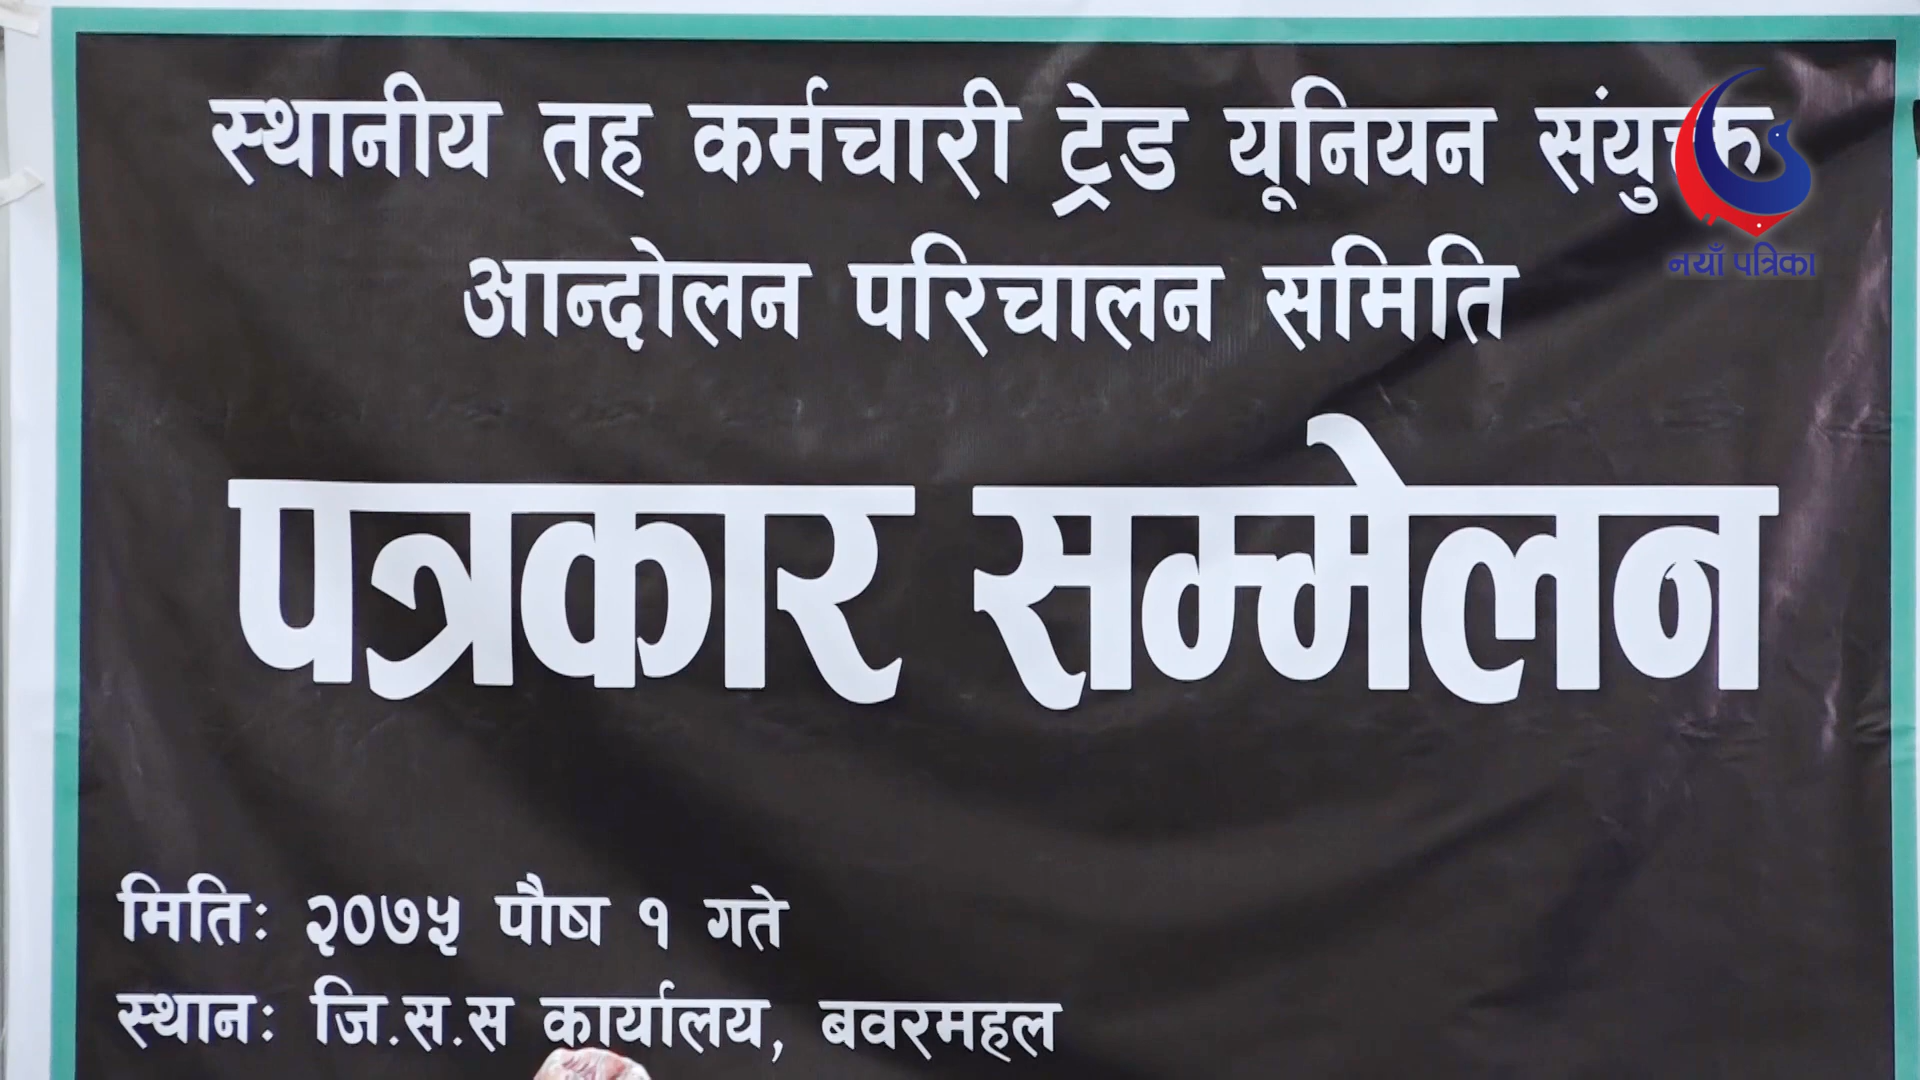 स्थानीय तह कर्मचारी ट्रेड यूनियन संयुक्त
आन्दोलन परिचालन समिति
नयाँ पत्रिका
पत्रकार सम्मेलन
मितिः २०७५ पौष १ गते
स्थानः जि.स.स कार्यालय, बवरमहल